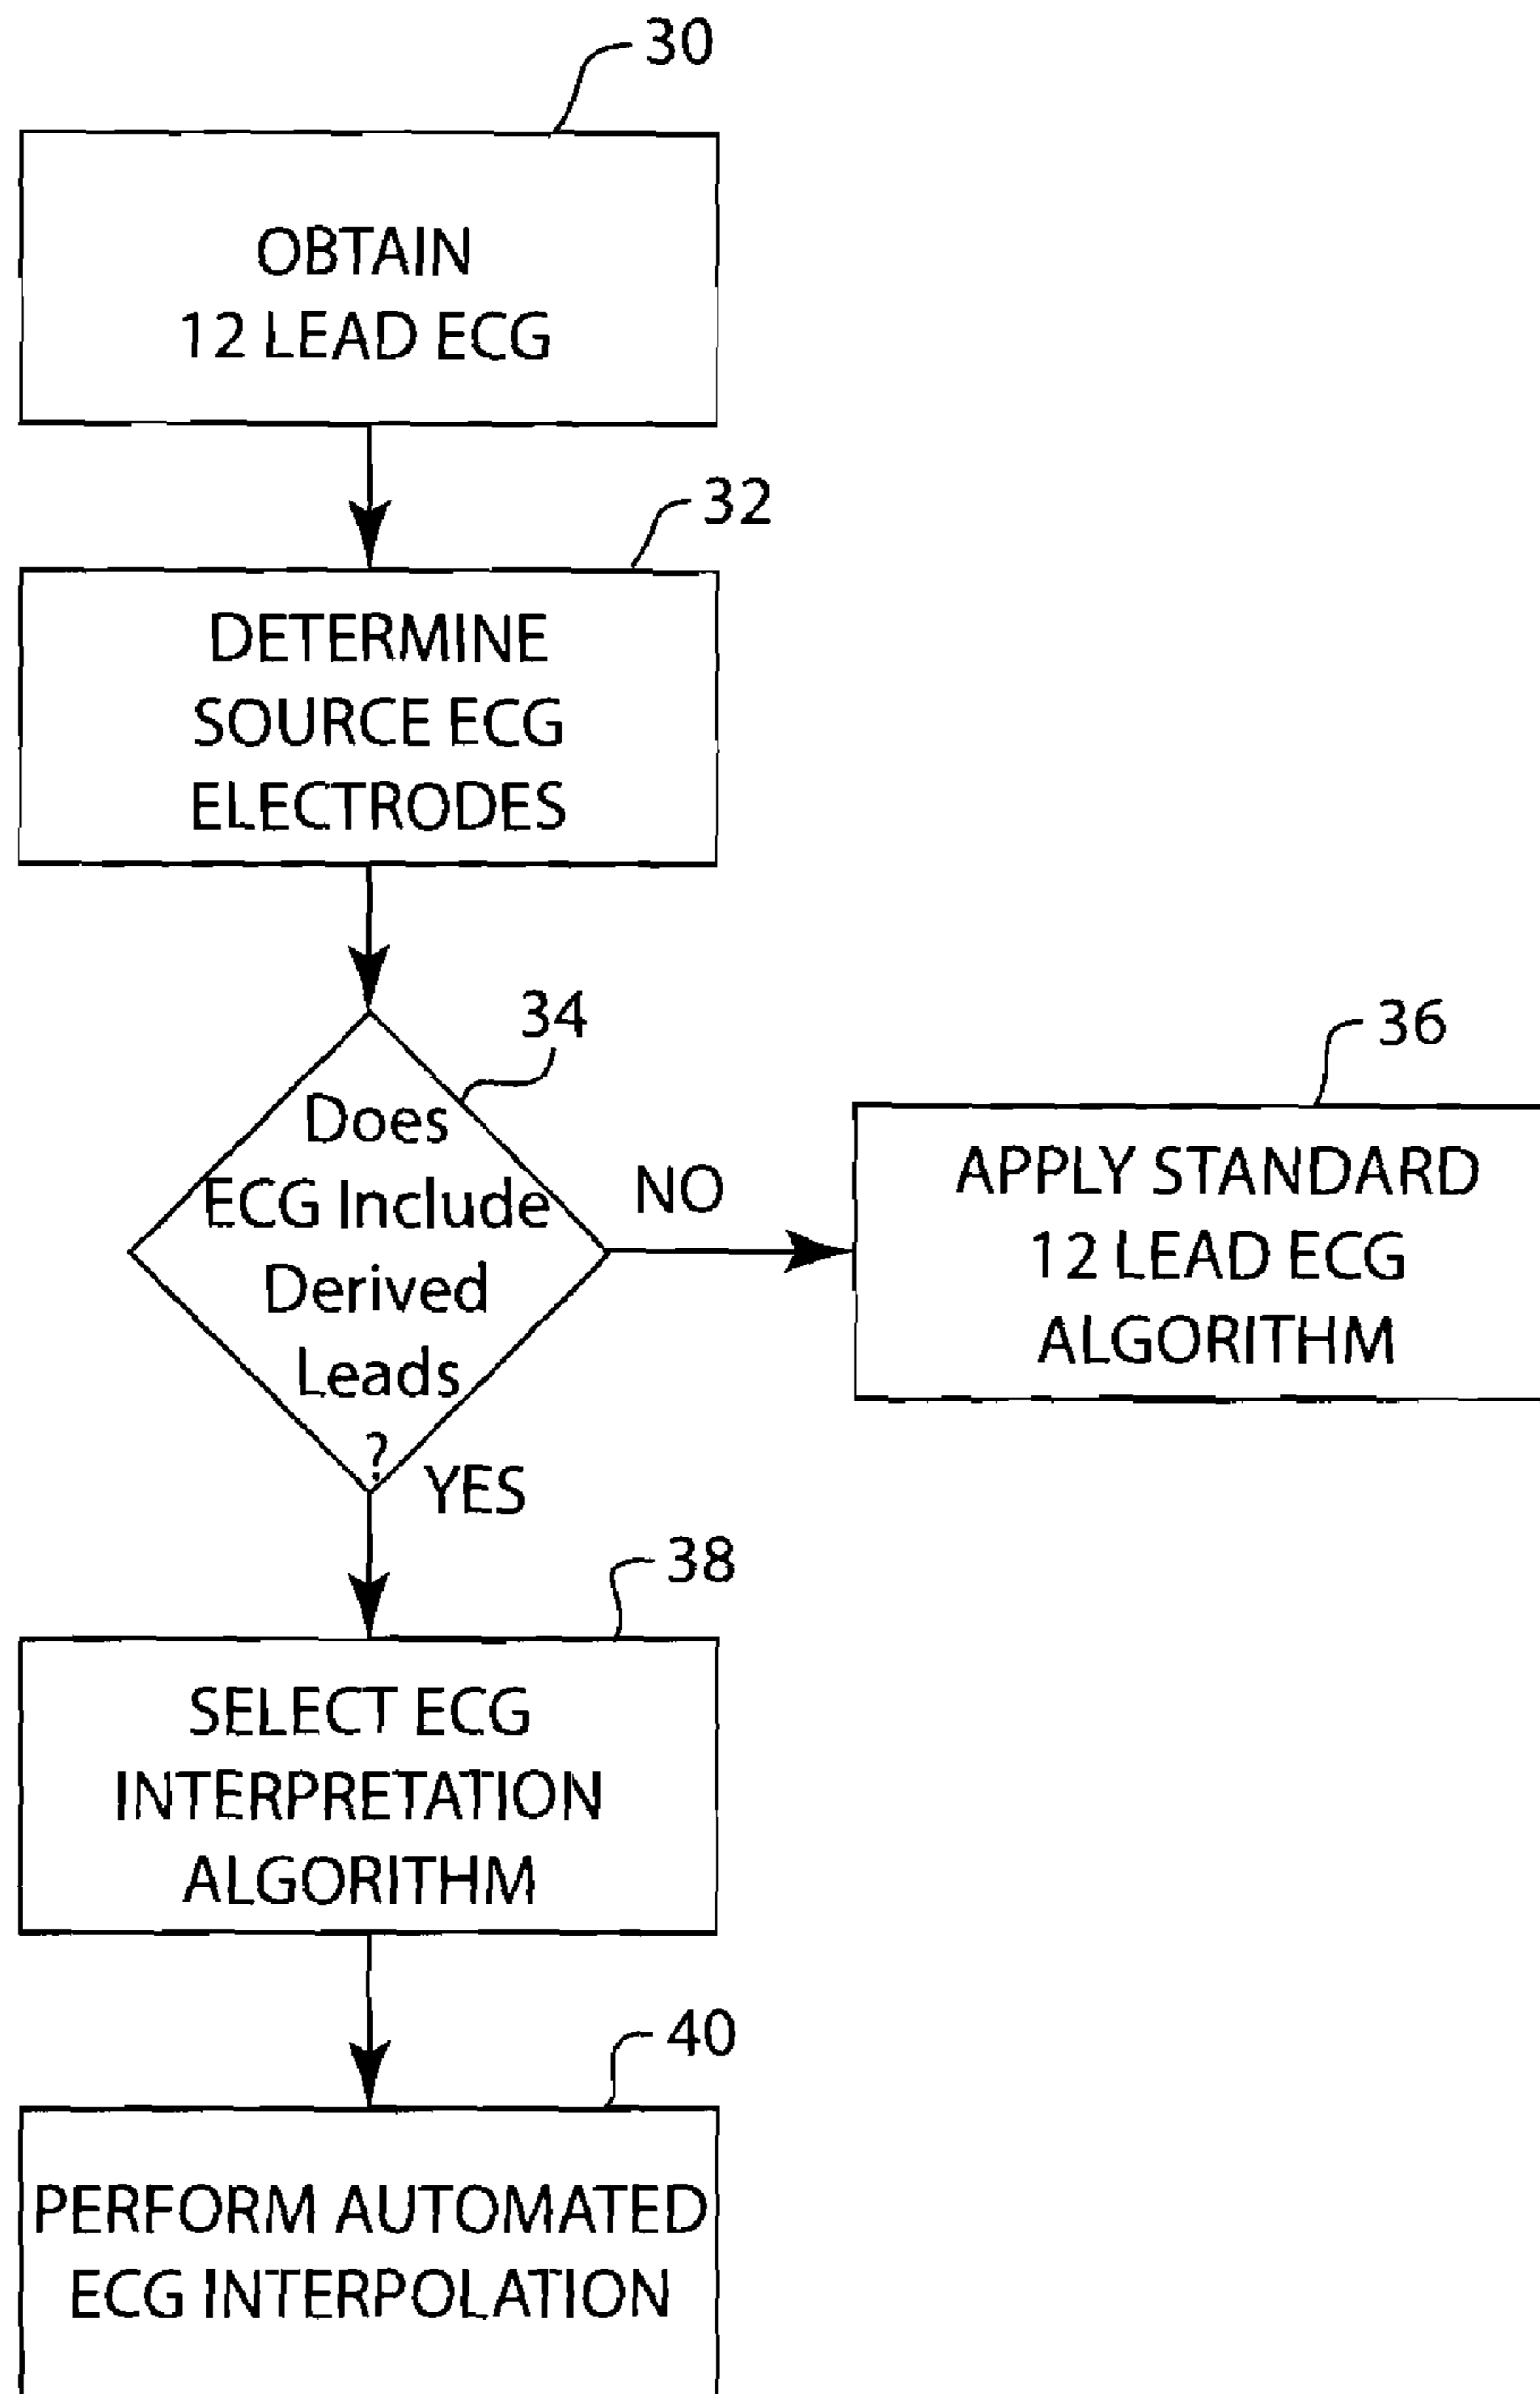 30
OBTAIN
12 LEAD ECG
32
DETERMINE
SOURCE ECG
ELECTRODES
34
Does
ECG Include
Derived
Leads
?
NO
36
APPLY STANDARD
12 LEAD ECG
ALGORITHM
YES
38
SELECT ECG
INTERPRETATION
ALGORITHM
40
PERFORM AUTOMATED
ECG INTERPOLATION